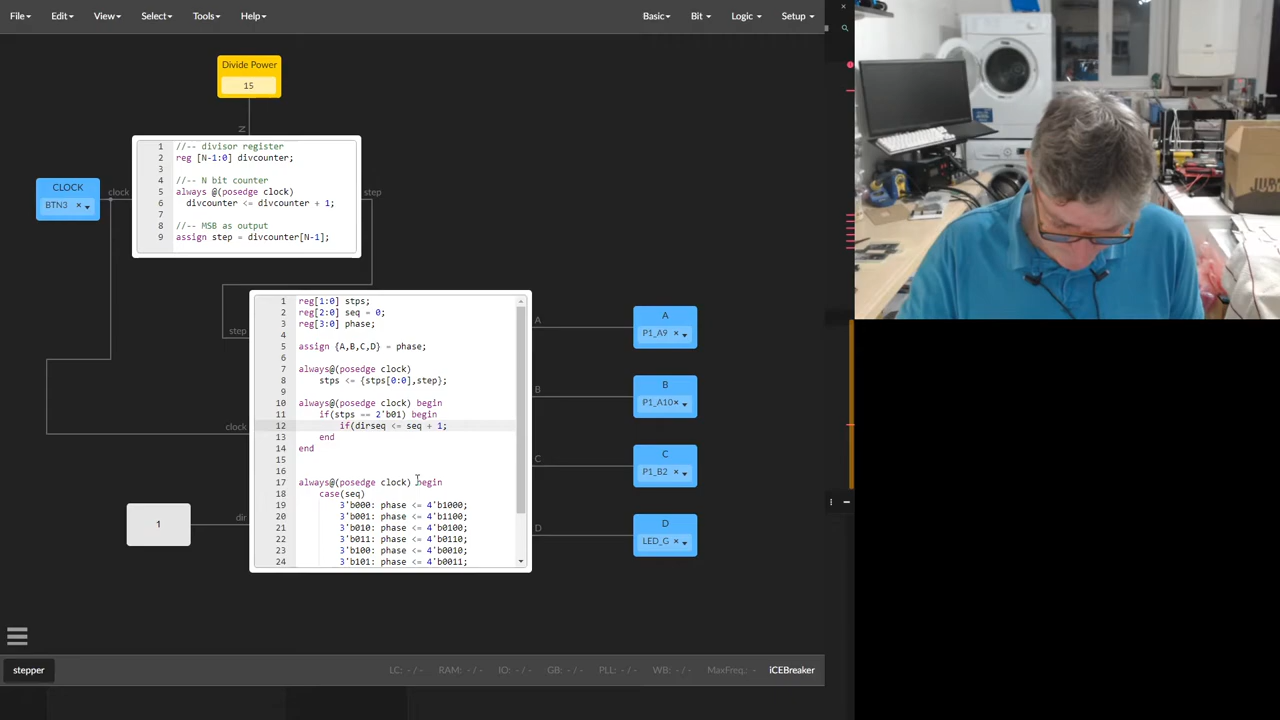 File Edit View Select Tools Help Basic Bit Logic Setup
Divide Power
15
N
1 //-- divisor register
2 reg [N-1:0] divcounter;
3
4 //-- N bit counter
5 always @(posedge clock)
6 divcounter <= divcounter + 1;
7
8 //-- MSB as output
9 assign step = divcounter[N-1];
CLOCK
BTN3 ×
clock
step
step
clock
1
dir
1 reg[1:0] stps;
2 reg[2:0] seq = 0;
3 reg[3:0] phase;
4
5 assign {A,B,C,D} = phase;
6
7 always@(posedge clock)
8 stps <= {stps[0:0],step};
9
10 always@(posedge clock) begin
11 if(stps == 2'b01) begin
12 if(dirseq <= seq + 1;
13 end
14 end
15
16
17 always@(posedge clock) begin
18 case(seq)
19 3'b000: phase <= 4'b1000;
20 3'b001: phase <= 4'b1100;
21 3'b010: phase <= 4'b0100;
22 3'b011: phase <= 4'b0110;
23 3'b100: phase <= 4'b0010;
24 3'b101: phase <= 4'b0011;
A
A
P1_A9 ×
B
B
P1_A10×
C
C
P1_B2 ×
D
D
LED_G ×
stepper
LC: - / - RAM: - / - IO: - / - GB: - / - PLL: - / - WB: - / - MaxFreq.: - iCEBreaker